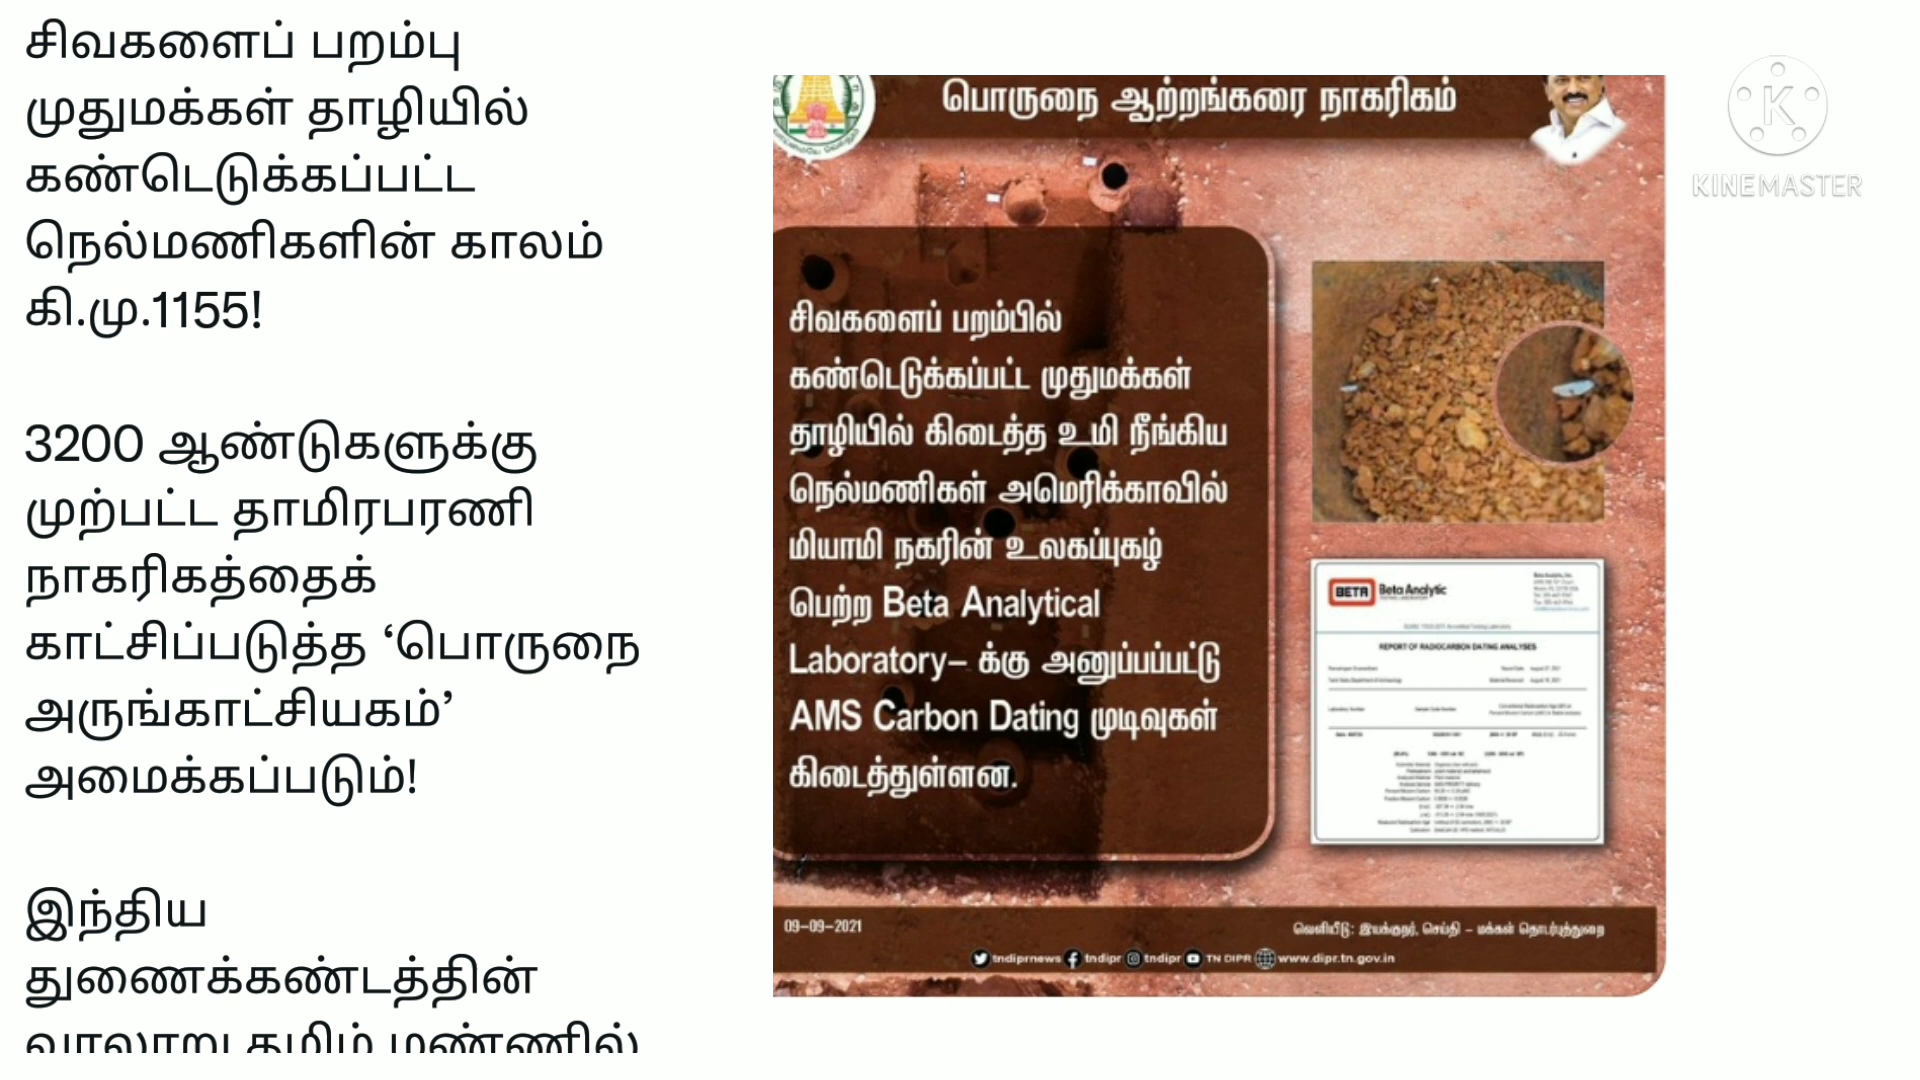 சிவகளைப் பறம்பு
முதுமக்கள் தாழியில்
கண்டெடுக்கப்பட்ட
நெல்மணிகளின் காலம்
கி.மு.1155!
3200 ஆண்டுகளுக்கு
முற்பட்ட தாமிரபரணி
நாகரிகத்தைக்
காட்சிப்படுத்த ‘பொருநை
அருங்காட்சியகம்’
அமைக்கப்படும்!
இந்திய
துணைக்கண்டத்தின்
வரலாறு தமிழ் மண்ணில்
பொருநை ஆற்றங்கரை நாகரிகம்
சிவகளைப் பறம்பில்
கண்டெடுக்கப்பட்ட முதுமக்கள்
தாழியில் கிடைத்த உமி நீங்கிய
நெல்மணிகள் அமெரிக்காவில்
மியாமி நகரின் உலகப்புகழ்
பெற்ற Beta Analytical
Laboratory– க்கு அனுப்பப்பட்டு
AMS Carbon Dating முடிவுகள்
கிடைத்துள்ளன.
BETA Beta Analytic
REPORT OF RADIOCARBON DATING ANALYSES
09–09–2021
வெளியீடு: இயக்குநர், செய்தி – மக்கள் தொடர்புத்துறை
tndiprnews tndipr tndipr TN DIPR www.dipr.tn.gov.in
KINEMASTER